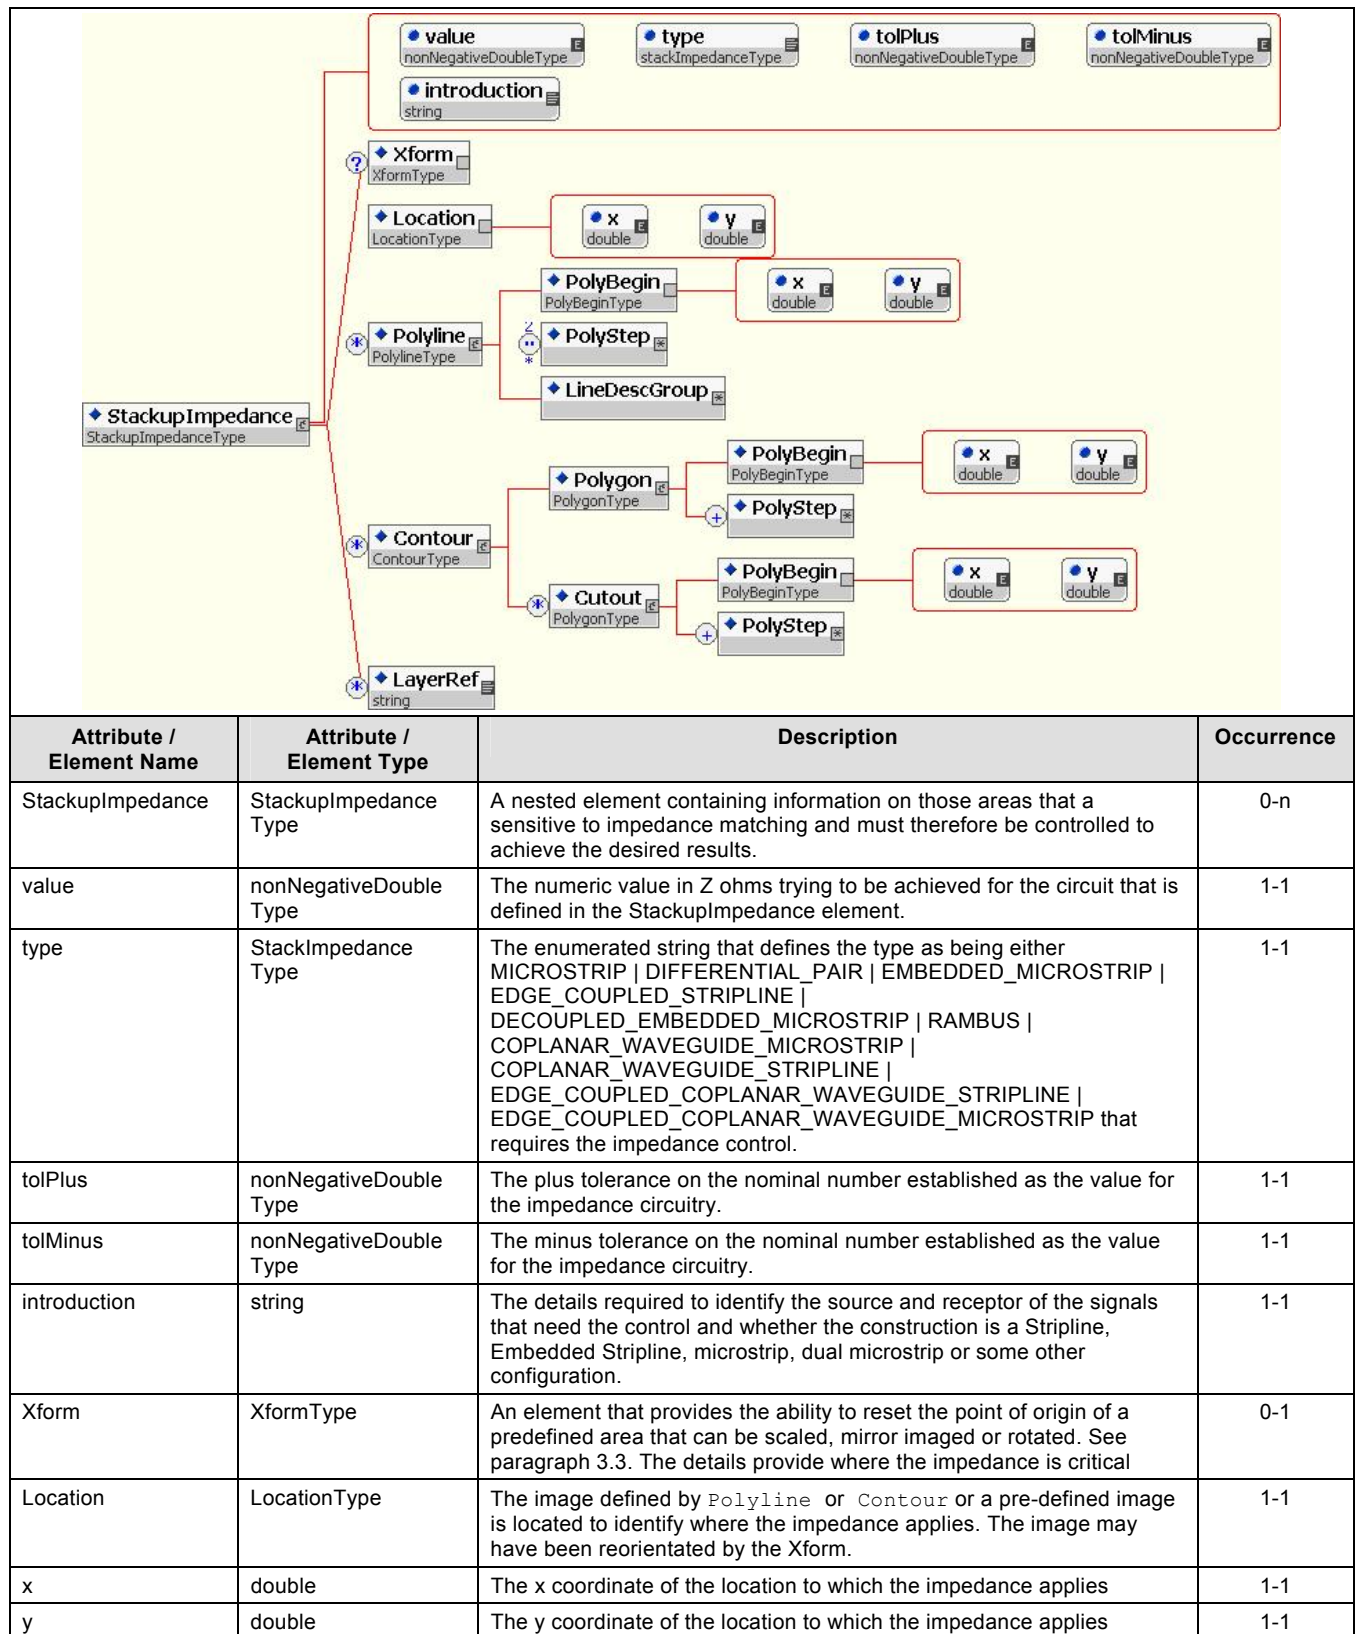 value
nonNegativeDoubleType
type
stackImpedanceType
tolPlus
nonNegativeDoubleType
tolMinus
nonNegativeDoubleType
introduction
string
Xform
XformType
Location
LocationType
x
double
y
double
Polyline
PolylineType
PolyBegin
PolyBeginType
x
double
y
double
PolyStep
LineDescGroup
StackupImpedance
StackupImpedanceType
Contour
ContourType
Polygon
PolygonType
PolyBegin
PolyBeginType
x
double
y
double
PolyStep
Cutout
PolygonType
PolyBegin
PolyBeginType
x
double
y
double
PolyStep
LayerRef
string
Attribute /
Element Name
Attribute /
Element Type
Description
Occurrence
StackupImpedance
StackupImpedance
Type
A nested element containing information on those areas that a
sensitive to impedance matching and must therefore be controlled to
achieve the desired results.
0-n
value
nonNegativeDouble
Type
The numeric value in Z ohms trying to be achieved for the circuit that is
defined in the StackupImpedance element.
1-1
type
StackImpedance
Type
The enumerated string that defines the type as being either
MICROSTRIP | DIFFERENTIAL_PAIR | EMBEDDED_MICROSTRIP |
EDGE_COUPLED_STRIPLINE |
DECOUPLED_EMBEDDED_MICROSTRIP | RAMBUS |
COPLANAR_WAVEGUIDE_MICROSTRIP |
COPLANAR_WAVEGUIDE_STRIPLINE |
EDGE_COUPLED_COPLANAR_WAVEGUIDE_STRIPLINE |
EDGE_COUPLED_COPLANAR_WAVEGUIDE_MICROSTRIP that
requires the impedance control.
1-1
tolPlus
nonNegativeDouble
Type
The plus tolerance on the nominal number established as the value for
the impedance circuitry.
1-1
tolMinus
nonNegativeDouble
Type
The minus tolerance on the nominal number established as the value
for the impedance circuitry.
1-1
introduction
string
The details required to identify the source and receptor of the signals
that need the control and whether the construction is a Stripline,
Embedded Stripline, microstrip, dual microstrip or some other
configuration.
1-1
Xform
XformType
An element that provides the ability to reset the point of origin of a
predefined area that can be scaled, mirror imaged or rotated. See
paragraph 3.3. The details provide where the impedance is critical
0-1
Location
LocationType
The image defined by Polyline or Contour or a pre-defined image
is located to identify where the impedance applies. The image may
have been reorientated by the Xform.
1-1
x
double
The x coordinate of the location to which the impedance applies
1-1
y
double
The y coordinate of the location to which the impedance applies
1-1